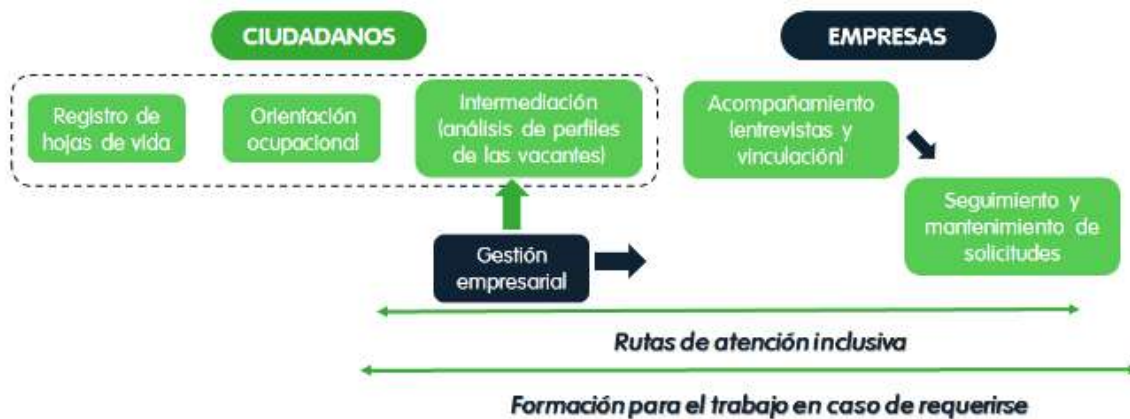 CIUDADANOS
EMPRESAS
Registro de
hojas de vida
Orientación
ocupacional
Intermediación
(análisis de perfiles
de las vacantes)
Acompañamiento
(entrevistas y
vinculación)
Seguimiento y
mantenimiento de
solicitudes
Gestión
empresarial
Rutas de atención inclusiva
Formación para el trabajo en caso de requerirse